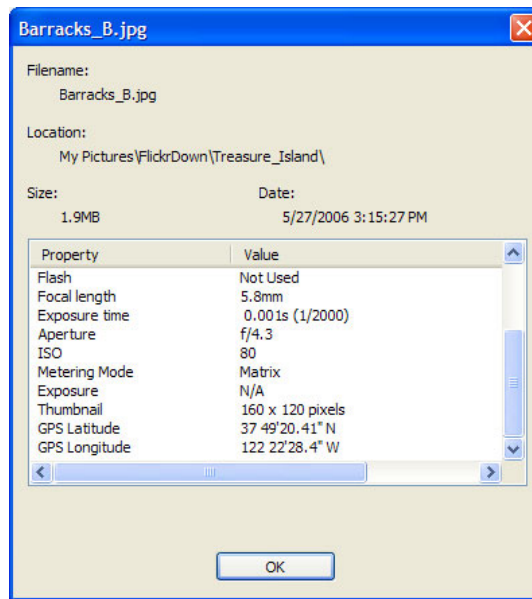 Barracks_B.jpg
Filename:
Barracks_B.jpg
Location:
My Pictures\FlickrDown\Treasure_Island\
Size: Date:
1.9MB 5/27/2006 3:15:27 PM
Property Value
Flash Not Used
Focal length 5.8mm
Exposure time 0.001s (1/2000)
Aperture f/4.3
ISO 80
Metering Mode Matrix
Exposure N/A
Thumbnail 160 x 120 pixels
GPS Latitude 37 49'20.41" N
GPS Longitude 122 22'28.4" W
OK